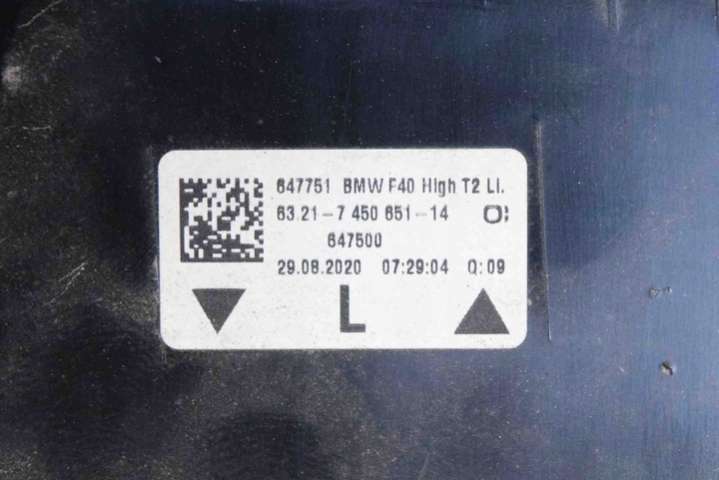 647751 BMW F40 High T2 Li.
63.21-7 450 651-14
647500
29.08.2020 07:29:04 Q:09
L